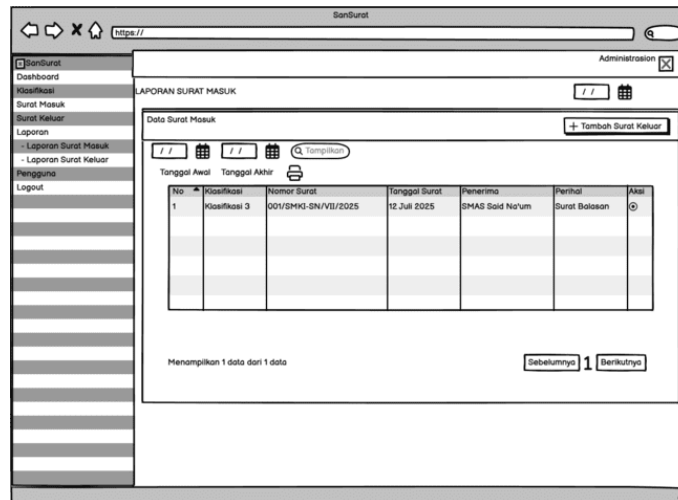 SanSurat
https://
SanSurat
Dashboard
Klasifikasi
Surat Masuk
Surat Keluar
Laporan
- Laporan Surat Masuk
- Laporan Surat Keluar
Pengguna
Logout
Administrasion
LAPORAN SURAT MASUK
/ /
Data Surat Masuk
+ Tambah Surat Keluar
/ / / / Tampilkan
Tanggal Awal Tanggal Akhir
No Klasifikasi Nomor Surat Tanggal Surat Penerima Perihal Aksi
1 Klasifikasi 3 001/SMKI-SN/VII/2025 12 Juli 2025 SMAS Said Na'um Surat Balasan
Menampilkan 1 data dari 1 data
Sebelumnya 1 Berikutnya